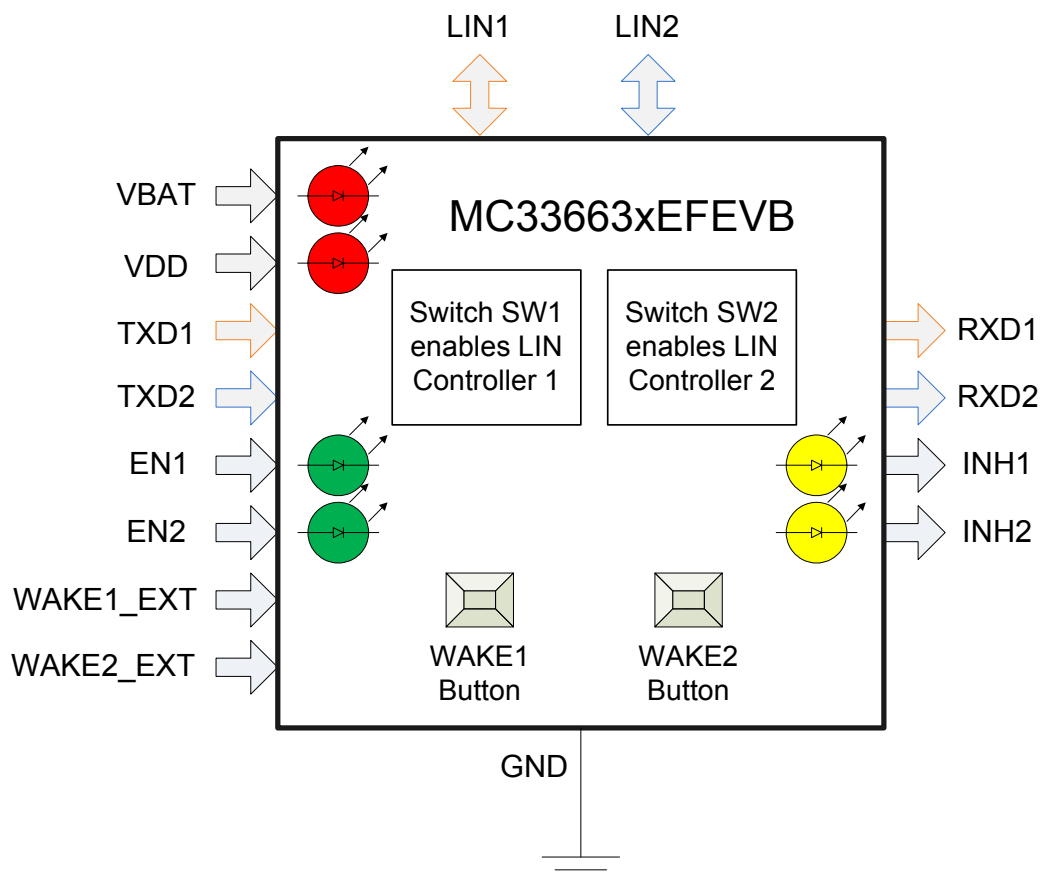 LIN1
LIN2
VBAT
VDD
TXD1
TXD2
EN1
EN2
WAKE1_EXT
WAKE2_EXT
MC33663xEFEVB
Switch SW1
enables LIN
Controller 1
Switch SW2
enables LIN
Controller 2
RXD1
RXD2
INH1
INH2
WAKE1
Button
WAKE2
Button
GND